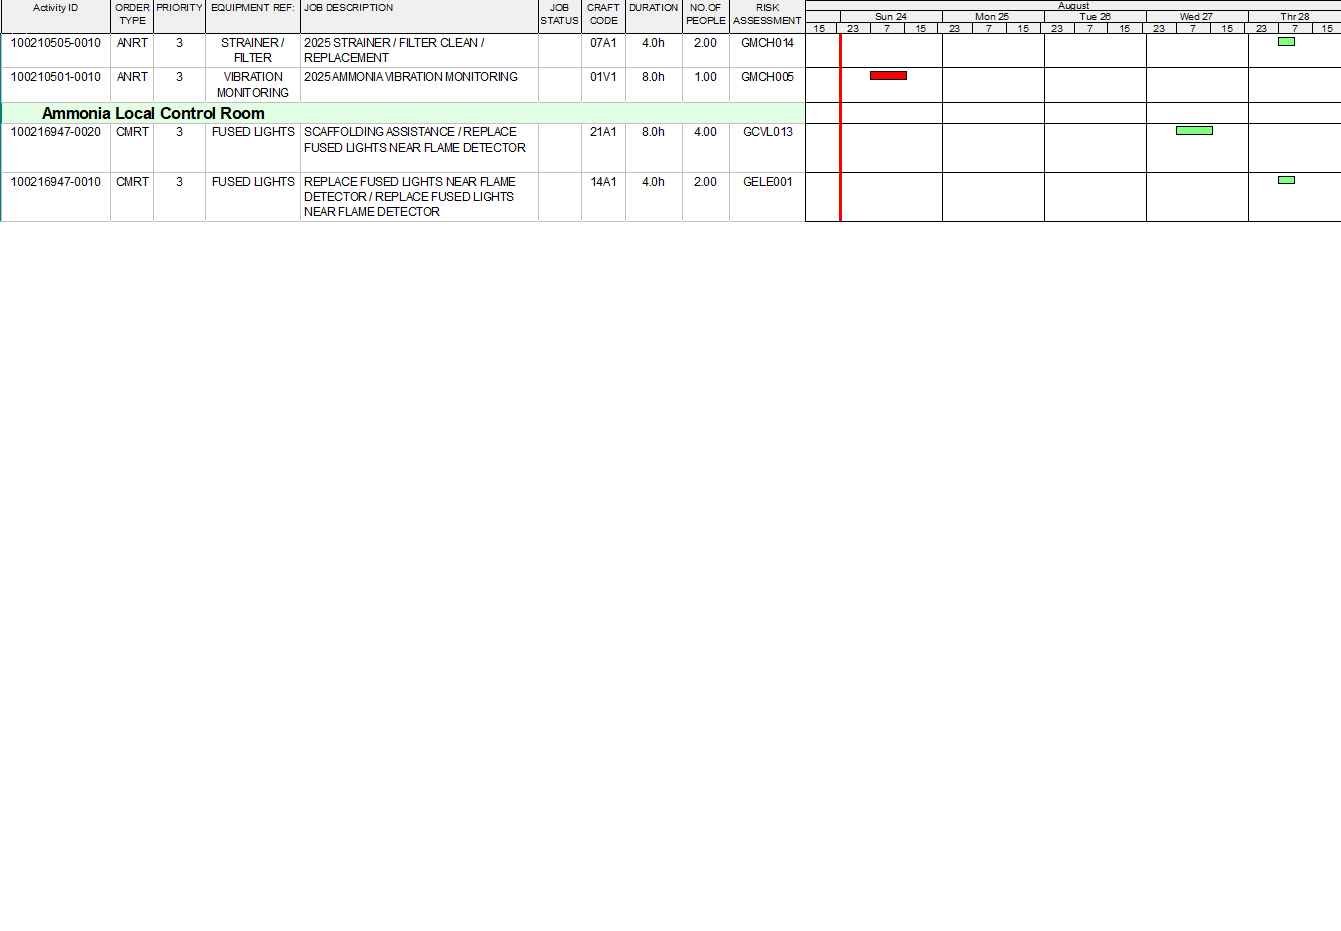 August
Activity ID ORDER TYPE PRIORITY EQUIPMENT REF: JOB DESCRIPTION JOB STATUS CRAFT CODE DURATION NO.OF PEOPLE RISK ASSESSMENT
Sun 24 Mon 25 Tue 26 Wed 27 Thr 28
15 23 7 15 23 7 15 23 7 15 23 7 15 23 7 15
100210505-0010 ANRT 3 STRAINER / 2025 STRAINER / FILTER CLEAN / 07A1 4.0h 2.00 GMCH014
FILTER REPLACEMENT
100210501-0010 ANRT 3 VIBRATION 2025 AMMONIA VIBRATION MONITORING 01V1 8.0h 1.00 GMCH005
MONITORING
Ammonia Local Control Room
100216947-0020 CMRT 3 FUSED LIGHTS SCAFFOLDING ASSISTANCE / REPLACE 21A1 8.0h 4.00 GCVL013
FUSED LIGHTS NEAR FLAME DETECTOR
100216947-0010 CMRT 3 FUSED LIGHTS REPLACE FUSED LIGHTS NEAR FLAME 14A1 4.0h 2.00 GELE001
DETECTOR / REPLACE FUSED LIGHTS
NEAR FLAME DETECTOR